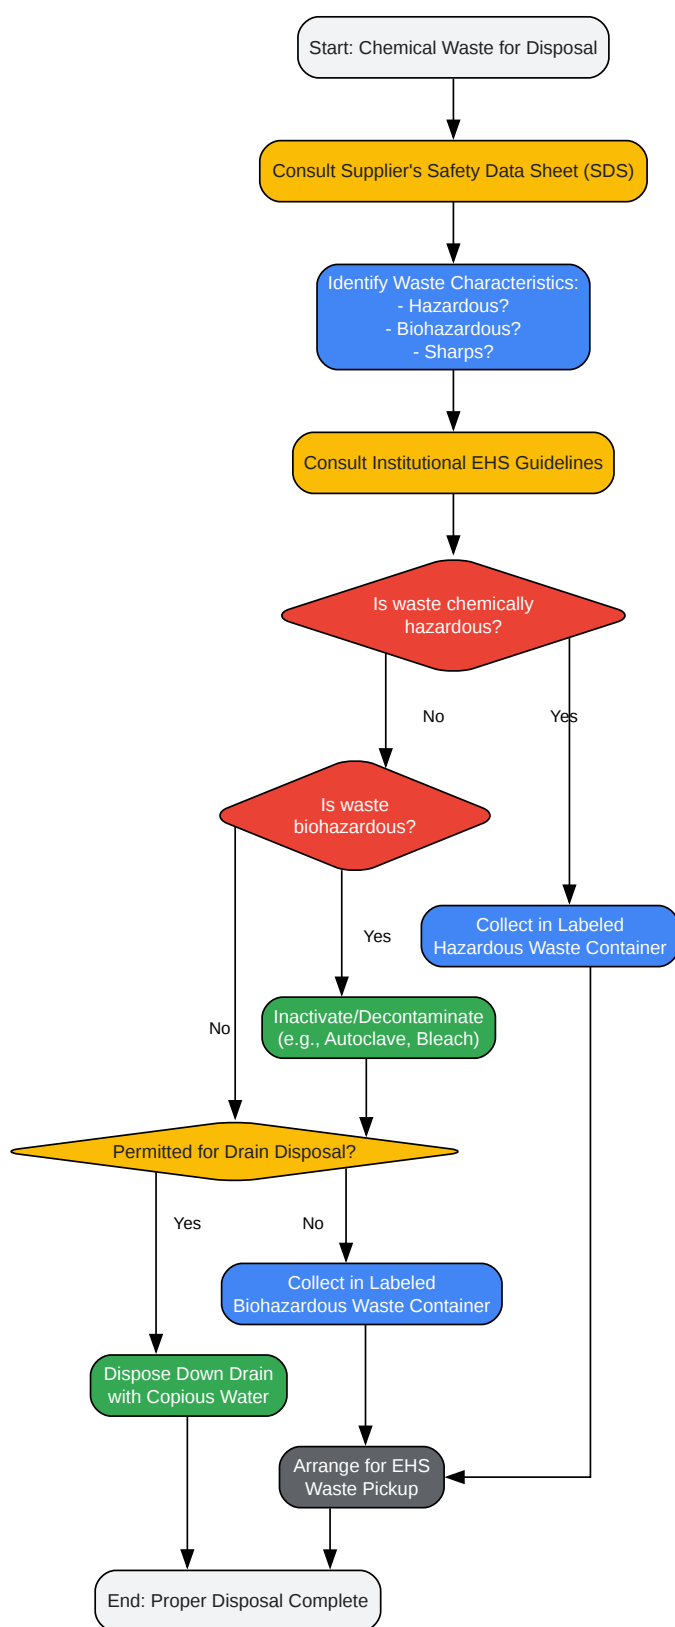 Start: Chemical Waste for Disposal
Consult Supplier's Safety Data Sheet (SDS)
Identify Waste Characteristics:
- Hazardous?
- Biohazardous?
- Sharps?
Consult Institutional EHS Guidelines
Is waste chemically
hazardous?
No
Yes
Is waste
biohazardous?
Collect in Labeled
Hazardous Waste Container
Yes
Inactivate/Decontaminate
(e.g., Autoclave, Bleach)
No
Permitted for Drain Disposal?
Yes
No
Collect in Labeled
Biohazardous Waste Container
Dispose Down Drain
with Copious Water
Arrange for EHS
Waste Pickup
End: Proper Disposal Complete